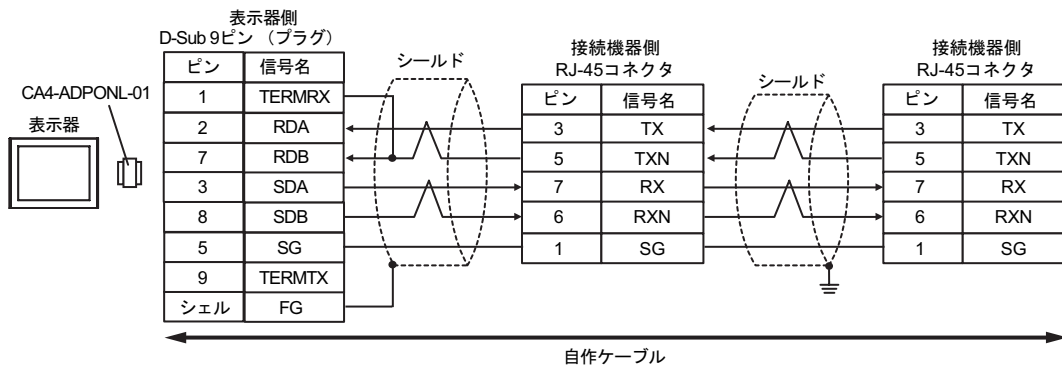 表示器側
D-Sub 9ピン （プラグ）
CA4-ADPONL-01
表示器
ピン 信号名
1 TERMRX
2 RDA
7 RDB
3 SDA
8 SDB
5 SG
9 TERMTX
シェル FG
シールド
接続機器側
RJ-45コネクタ
ピン 信号名
3 TX
5 TXN
7 RX
6 RXN
1 SG
シールド
接続機器側
RJ-45コネクタ
ピン 信号名
3 TX
5 TXN
7 RX
6 RXN
1 SG
自作ケーブル